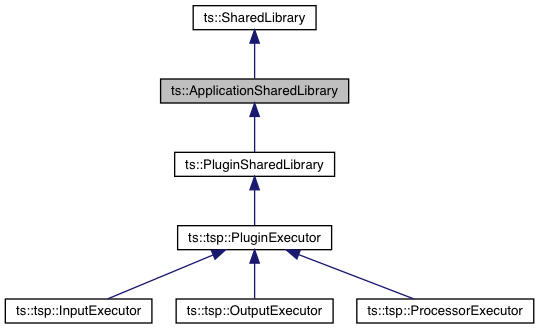 ts::SharedLibrary
ts::ApplicationSharedLibrary
ts::PluginSharedLibrary
ts::tsp::PluginExecutor
ts::tsp::InputExecutor
ts::tsp::OutputExecutor
ts::tsp::ProcessorExecutor